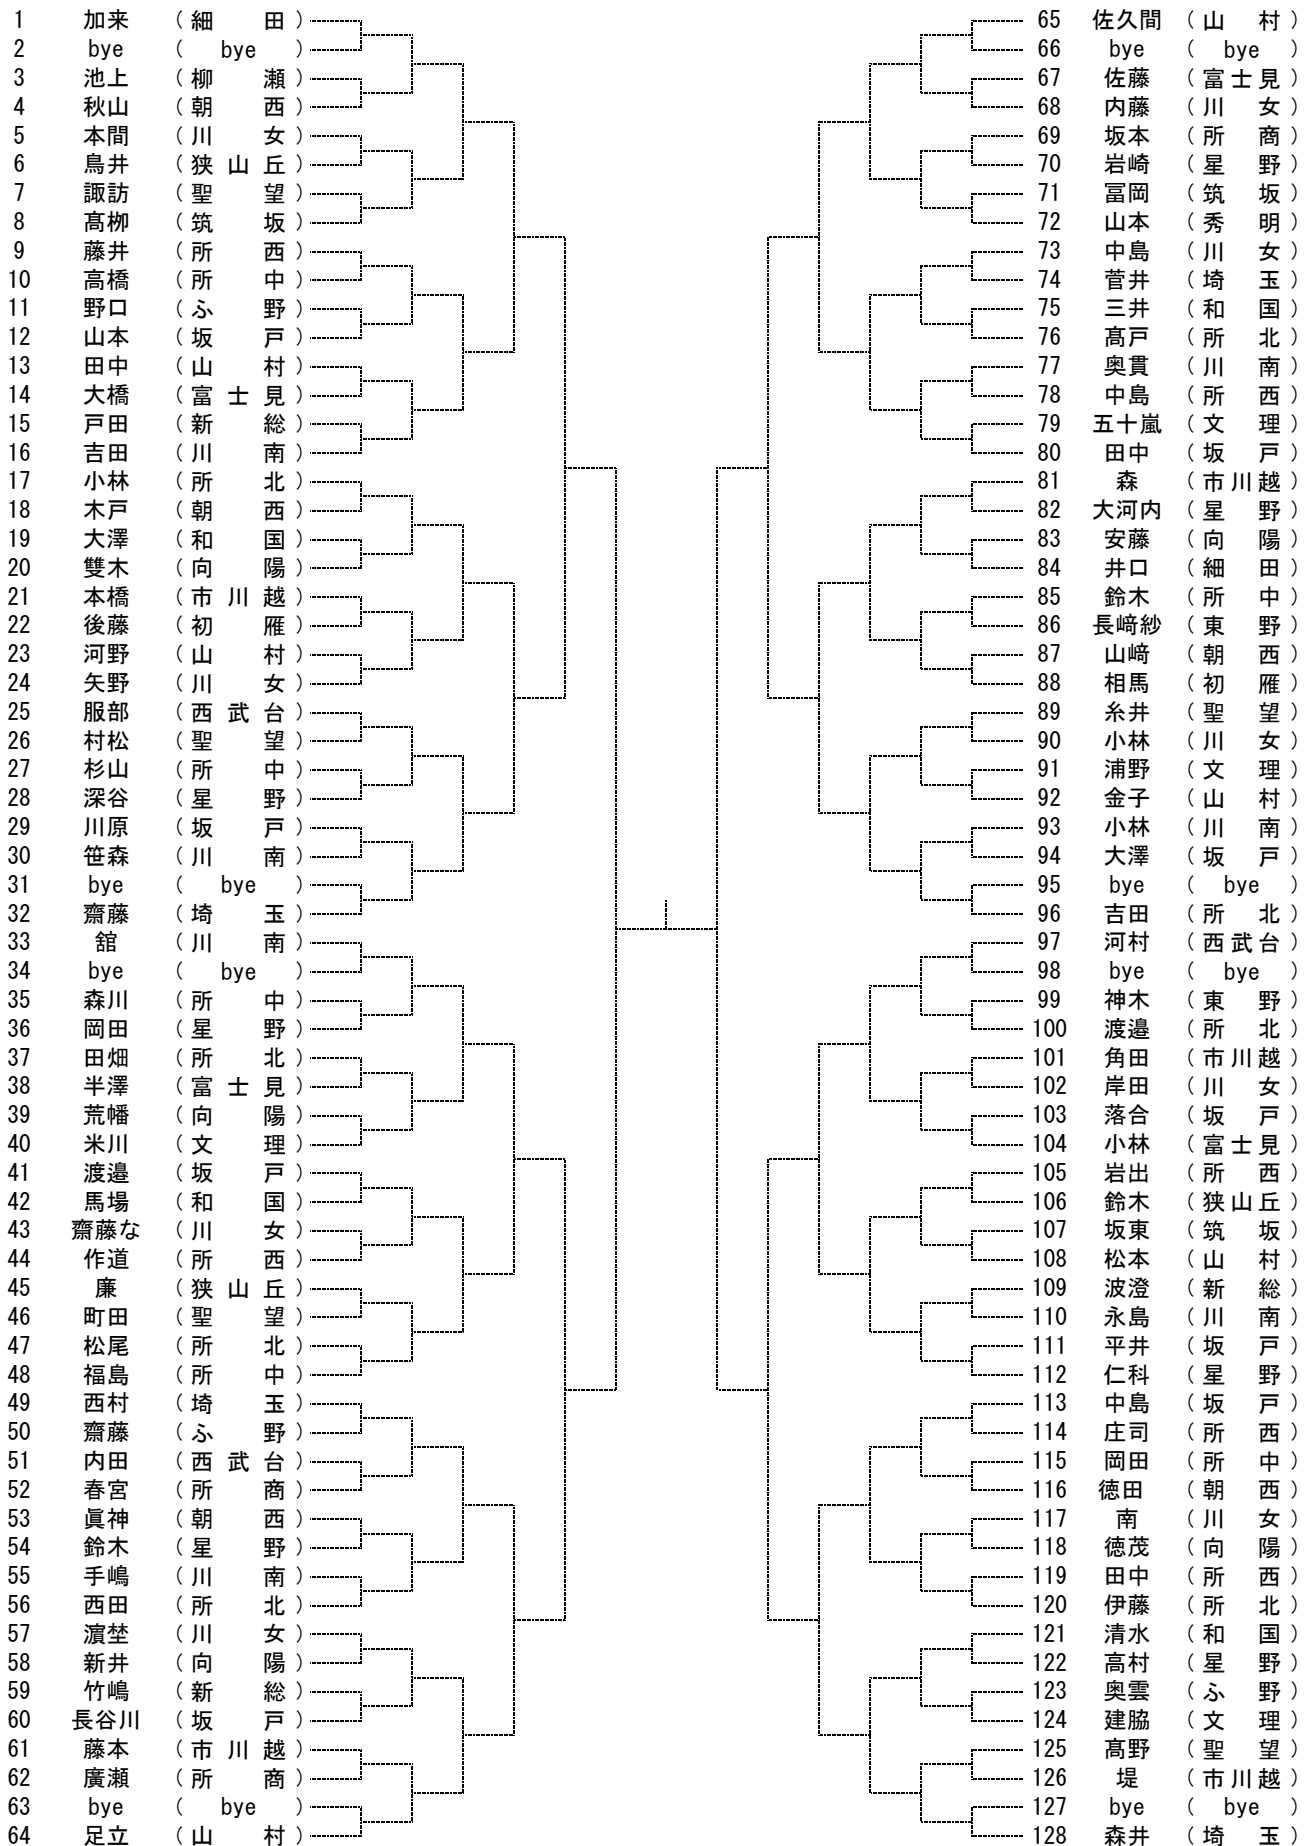 1 加来 （ 細 田 ）
2 bye （ bye ）
3 池上 （ 柳 瀬 ）
4 秋山 （ 朝 西 ）
5 本間 （ 川 女 ）
6 鳥井 （ 狭 山 丘 ）
7 諏訪 （ 聖 望 ）
8 髙栁 （ 筑 坂 ）
9 藤井 （ 所 西 ）
10 高橋 （ 所 中 ）
11 野口 （ ふ 野 ）
12 山本 （ 坂 戸 ）
13 田中 （ 山 村 ）
14 大橋 （ 富 士 見 ）
15 戸田 （ 新 総 ）
16 吉田 （ 川 南 ）
17 小林 （ 所 北 ）
18 木戸 （ 朝 西 ）
19 大澤 （ 和 国 ）
20 雙木 （ 向 陽 ）
21 本橋 （ 市 川 越 ）
22 後藤 （ 初 雁 ）
23 河野 （ 山 村 ）
24 矢野 （ 川 女 ）
25 服部 （ 西 武 台 ）
26 村松 （ 聖 望 ）
27 杉山 （ 所 中 ）
28 深谷 （ 星 野 ）
29 川原 （ 坂 戸 ）
30 笹森 （ 川 南 ）
31 bye （ bye ）
32 齋藤 （ 埼 玉 ）
33 舘 （ 川 南 ）
34 bye （ bye ）
35 森川 （ 所 中 ）
36 岡田 （ 星 野 ）
37 田畑 （ 所 北 ）
38 半澤 （ 富 士 見 ）
39 荒幡 （ 向 陽 ）
40 米川 （ 文 理 ）
41 渡邉 （ 坂 戸 ）
42 馬場 （ 和 国 ）
43 齋藤な （ 川 女 ）
44 作道 （ 所 西 ）
45 廉 （ 狭 山 丘 ）
46 町田 （ 聖 望 ）
47 松尾 （ 所 北 ）
48 福島 （ 所 中 ）
49 西村 （ 埼 玉 ）
50 齋藤 （ ふ 野 ）
51 内田 （ 西 武 台 ）
52 春宮 （ 所 商 ）
53 眞神 （ 朝 西 ）
54 鈴木 （ 星 野 ）
55 手嶋 （ 川 南 ）
56 西田 （ 所 北 ）
57 濵埜 （ 川 女 ）
58 新井 （ 向 陽 ）
59 竹嶋 （ 新 総 ）
60 長谷川 （ 坂 戸 ）
61 藤本 （ 市 川 越 ）
62 廣瀬 （ 所 商 ）
63 bye （ bye ）
64 足立 （ 山 村 ）
65 佐久間 （ 山 村 ）
66 bye （ bye ）
67 佐藤 （ 富 士 見 ）
68 内藤 （ 川 女 ）
69 坂本 （ 所 商 ）
70 岩崎 （ 星 野 ）
71 冨岡 （ 筑 坂 ）
72 山本 （ 秀 明 ）
73 中島 （ 川 女 ）
74 菅井 （ 埼 玉 ）
75 三井 （ 和 国 ）
76 髙戸 （ 所 北 ）
77 奥貫 （ 川 南 ）
78 中島 （ 所 西 ）
79 五十嵐 （ 文 理 ）
80 田中 （ 坂 戸 ）
81 森 （ 市 川 越 ）
82 大河内 （ 星 野 ）
83 安藤 （ 向 陽 ）
84 井口 （ 細 田 ）
85 鈴木 （ 所 中 ）
86 長﨑紗 （ 東 野 ）
87 山﨑 （ 朝 西 ）
88 相馬 （ 初 雁 ）
89 糸井 （ 聖 望 ）
90 小林 （ 川 女 ）
91 浦野 （ 文 理 ）
92 金子 （ 山 村 ）
93 小林 （ 川 南 ）
94 大澤 （ 坂 戸 ）
95 bye （ bye ）
96 吉田 （ 所 北 ）
97 河村 （ 西 武 台 ）
98 bye （ bye ）
99 神木 （ 東 野 ）
100 渡邉 （ 所 北 ）
101 角田 （ 市 川 越 ）
102 岸田 （ 川 女 ）
103 落合 （ 坂 戸 ）
104 小林 （ 富 士 見 ）
105 岩出 （ 所 西 ）
106 鈴木 （ 狭 山 丘 ）
107 坂東 （ 筑 坂 ）
108 松本 （ 山 村 ）
109 波澄 （ 新 総 ）
110 永島 （ 川 南 ）
111 平井 （ 坂 戸 ）
112 仁科 （ 星 野 ）
113 中島 （ 坂 戸 ）
114 庄司 （ 所 西 ）
115 岡田 （ 所 中 ）
116 徳田 （ 朝 西 ）
117 南 （ 川 女 ）
118 徳茂 （ 向 陽 ）
119 田中 （ 所 西 ）
120 伊藤 （ 所 北 ）
121 清水 （ 和 国 ）
122 高村 （ 星 野 ）
123 奥雲 （ ふ 野 ）
124 建脇 （ 文 理 ）
125 髙野 （ 聖 望 ）
126 堤 （ 市 川 越 ）
127 bye （ bye ）
128 森井 （ 埼 玉 ）